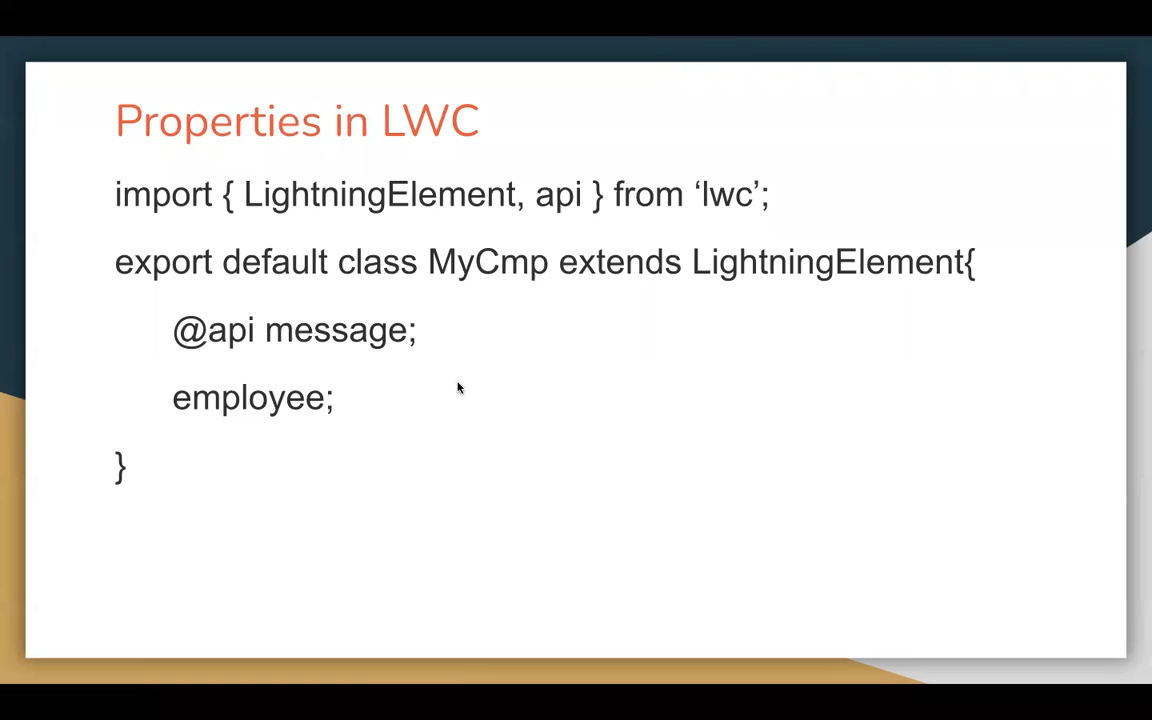 Properties in LWC
import { LightningElement, api } from ‘lwc’;
export default class MyCmp extends LightningElement{
@api message;
employee;
}